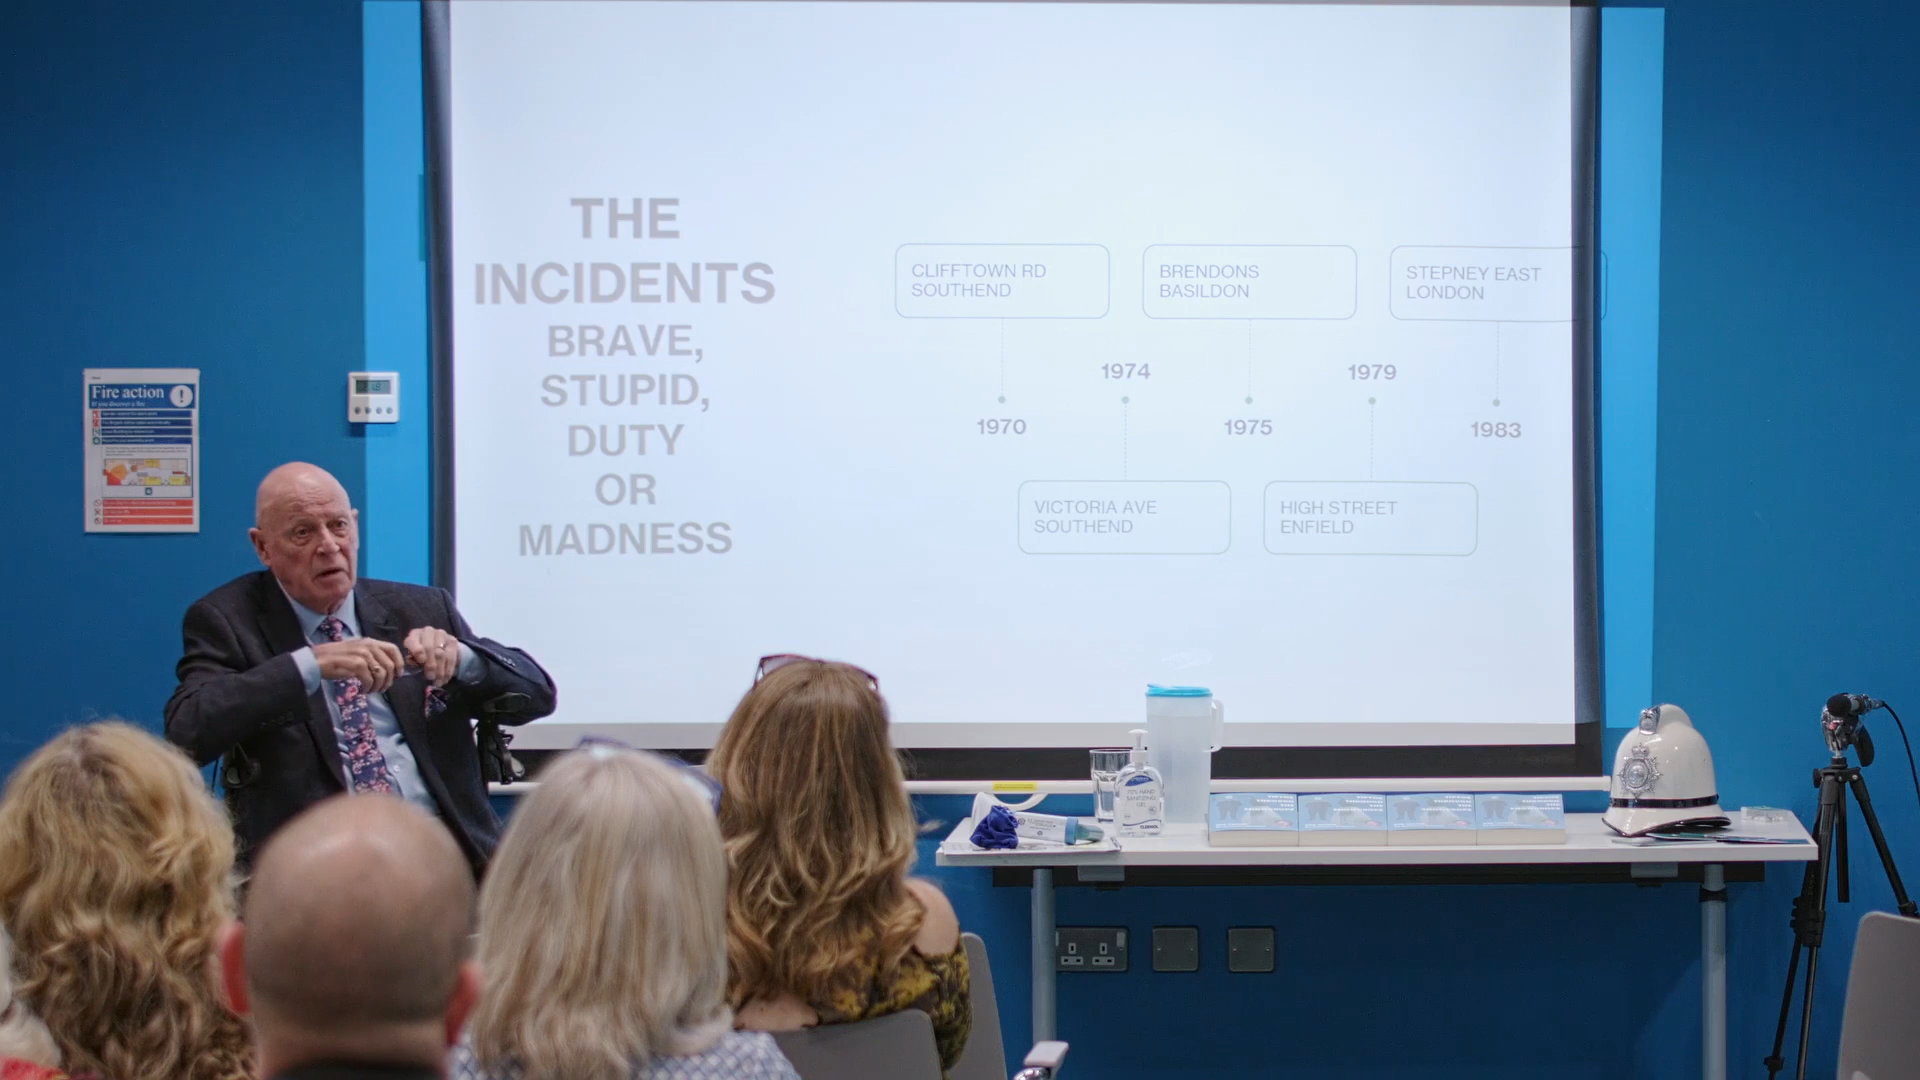 THE
INCIDENTS
BRAVE,
STUPID,
DUTY
OR
MADNESS
CLIFFTOWN RD
SOUTHEND
BRENDONS
BASILDON
STEPNEY EAST
LONDON
1974
1979
1970
1975
1983
VICTORIA AVE
SOUTHEND
HIGH STREET
ENFIELD
Fire action